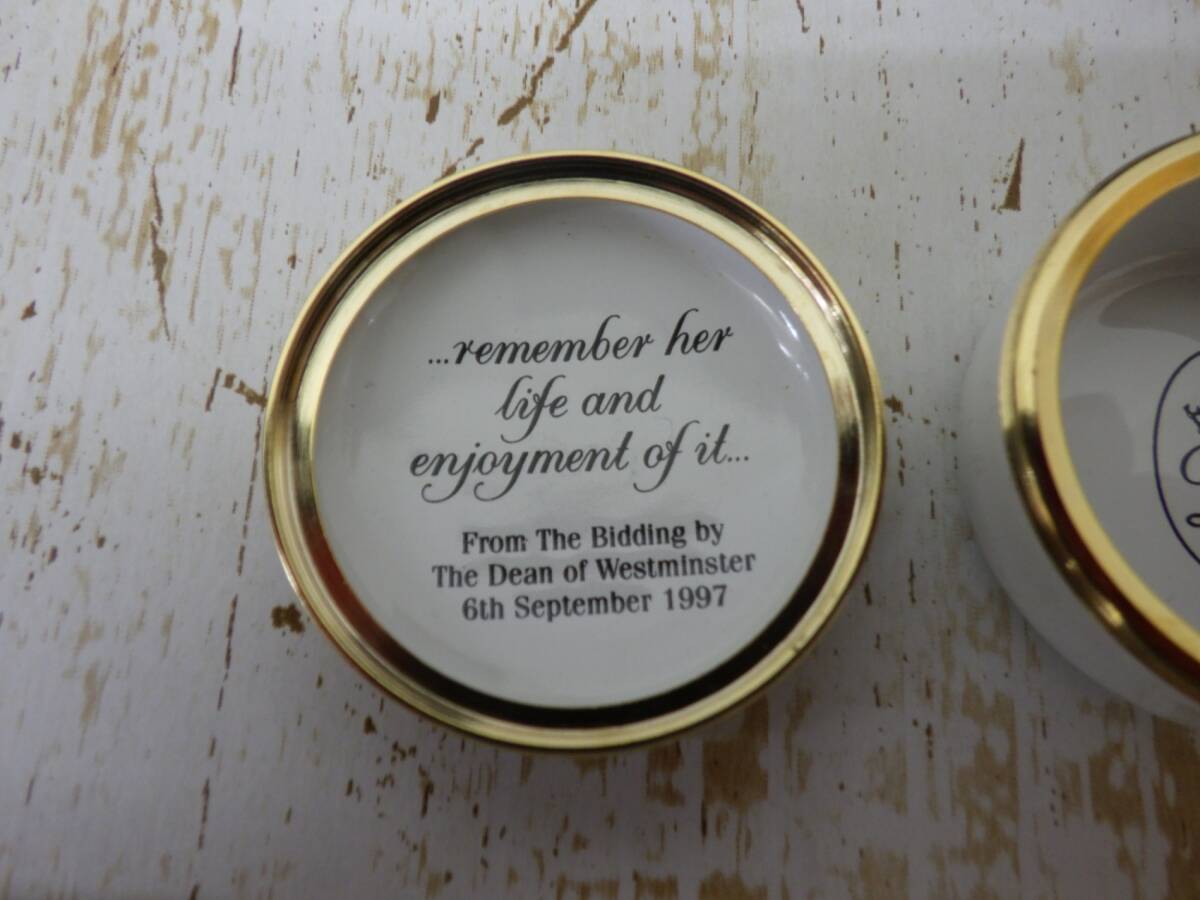 ...remember her
life and
enjoyment of it...
From The Bidding by
The Dean of Westminster
6th September 1997